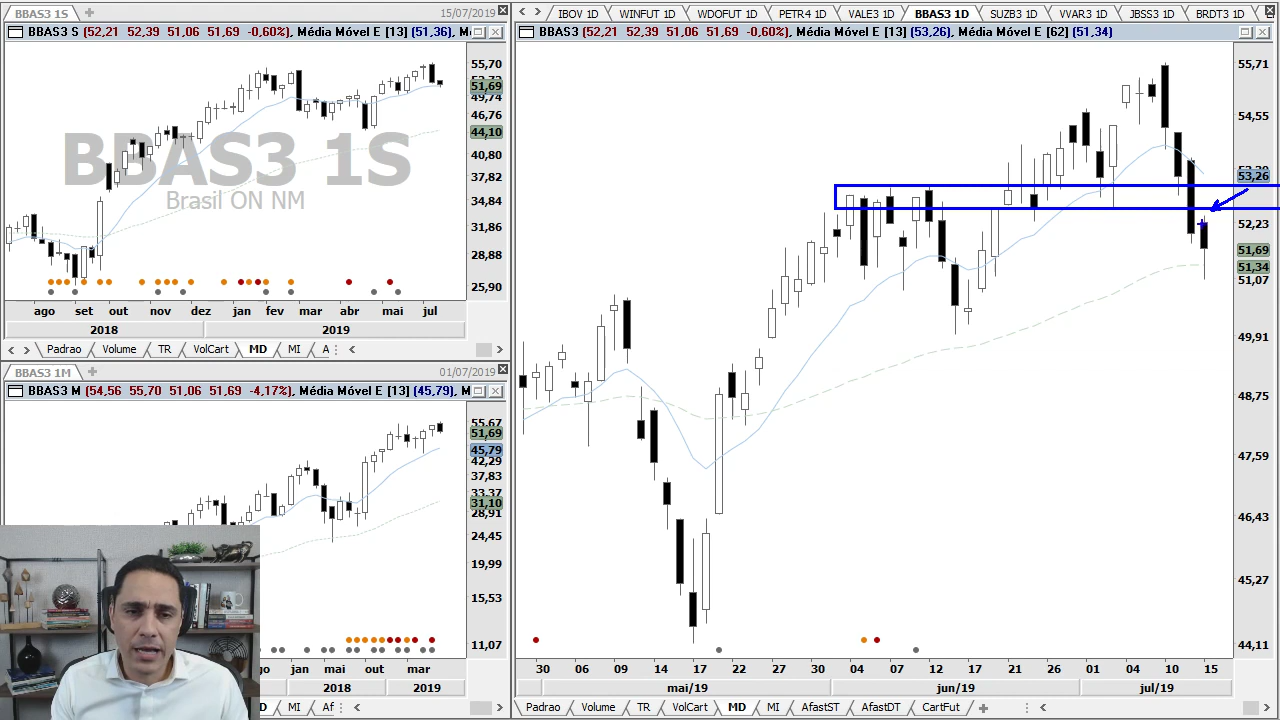 BBAS3 1S
15/07/2019
BBAS3 S (52,21 52,39 51,06 51,69 -0,60%), Média Móvel E [13] (51,36), M
55,70
51,69
49,74
46,76
44,10
40,80
37,82
34,84
31,86
28,88
25,90
BBAS3 1S
Brasil ON NM
ago set out nov dez jan fev mar abr mai jul
2018 2019
Padrao Volume TR VolCart MD MI A
BBAS3 1M
01/07/2019
BBAS3 M (54,56 55,70 51,06 51,69 -4,17%), Média Móvel E [13] (45,79), M
55,67
51,69
45,79
42,29
37,83
33,37
31,10
28,91
24,45
19,99
15,53
11,07
go jan mai out mar
2018 2019
D MI Af
IBOV 1D WINFUT 1D WDOFUT 1D PETR4 1D VALE3 1D BBAS3 1D SUZB3 1D VVAR3 1D JBSS3 1D BRDT3 1D
BBAS3 (52,21 52,39 51,06 51,69 -0,60%), Média Móvel E [13] (53,26), Média Móvel E [62] (51,34)
55,71
54,55
53,26
52,23
51,69
51,34
51,07
49,91
48,75
47,59
46,43
45,27
44,11
30 06 09 14 17 22 27 30 04 07 12 17 21 26 01 04 10 15
mai/19 jun/19 jul/19
Padrao Volume TR VolCart MD MI AfastST AfastDT CartFut